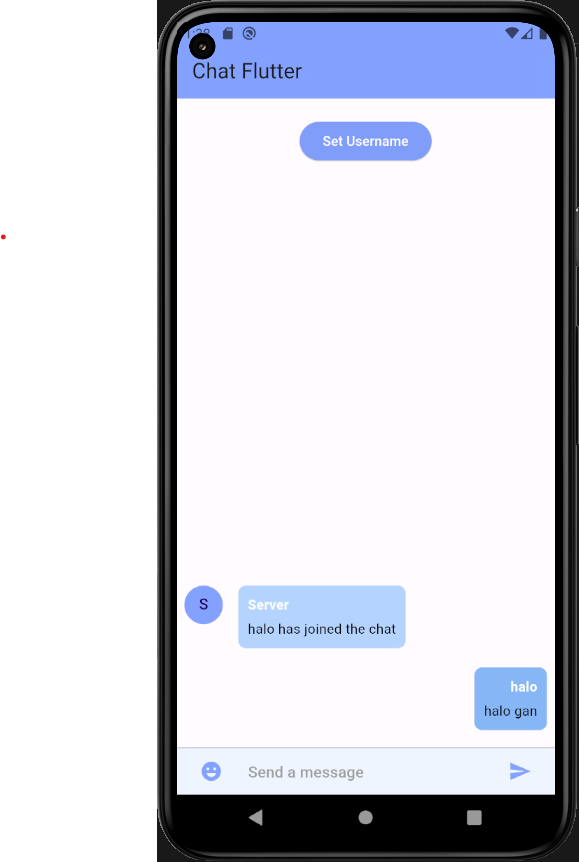 Chat Flutter
Set Username
S
Server
halo has joined the chat
halo
halo gan
Send a message